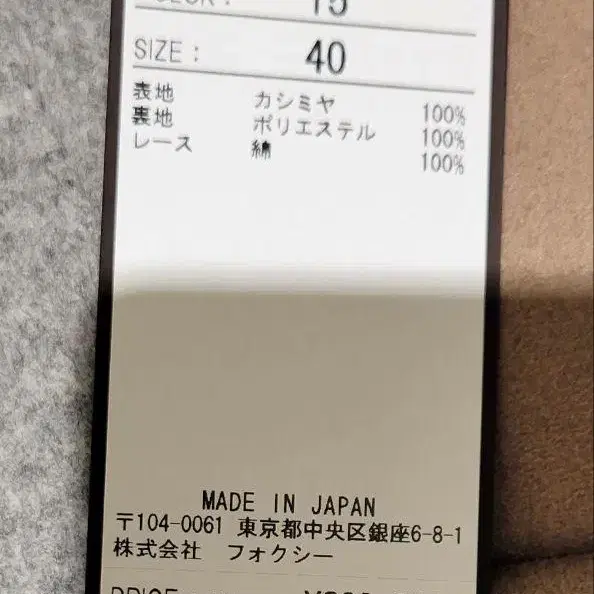 15
SIZE : 40
表地 カシミヤ 100%
裏地 ポリエステル 100%
レース 綿 100%
MADE IN JAPAN
〒104-0061 東京都中央区銀座6-8-1
株式会社 フォクシー